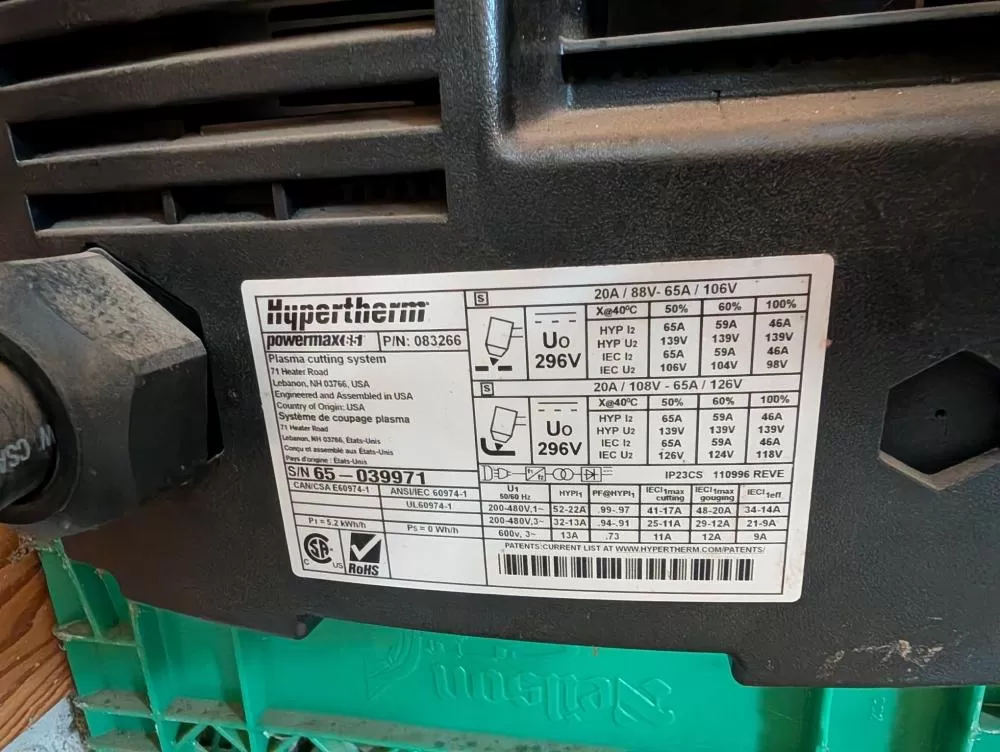 Hypertherm
powermax65
P/N: 083266
Plasma cutting system
71 Heater Road
Lebanon, NH 03766, USA
Engineered and Assembled in USA
Country of Origin: USA
Système de coupage plasma
71 Heater Road
Lebanon, NH 03766, États-Unis
Conçu et assemblé aux États-Unis
Pays d'origine: États-Unis
S/N 65 - 039971
CAN/CSA E60974-1
ANSI/IEC 60974-1
UL60974-1
P1 = 5.2 kWh/h
Ps = 0 Wh/h
C SA US
RoHS
S 20A / 88V- 65A / 106V
U0
296V
X@40°C 50% 60% 100%
HYP I2 65A 59A 46A
HYP U2 139V 139V 139V
IEC I2 65A 59A 46A
IEC U2 106V 104V 98V
S 20A / 108V - 65A / 126V
U0
296V
X@40°C 50% 60% 100%
HYP I2 65A 59A 46A
HYP U2 139V 139V 139V
IEC I2 65A 59A 46A
IEC U2 126V 124V 118V
f1 f2 IP23CS 110996 REVE
U1 50/60 Hz HYPI1 PF@HYPI1 IECI1max cutting IECI1max gouging IECI1eff
200-480V,1~ 52-22A .99-.97 41-17A 48-20A 34-14A
200-480V,3~ 32-13A .94-.91 25-11A 29-12A 21-9A
600v, 3~ 13A .73 11A 12A 9A
PATENTS:CURRENT LIST AT WWW.HYPERTHERM.COM/PATENTS/
W CSA
Neilson